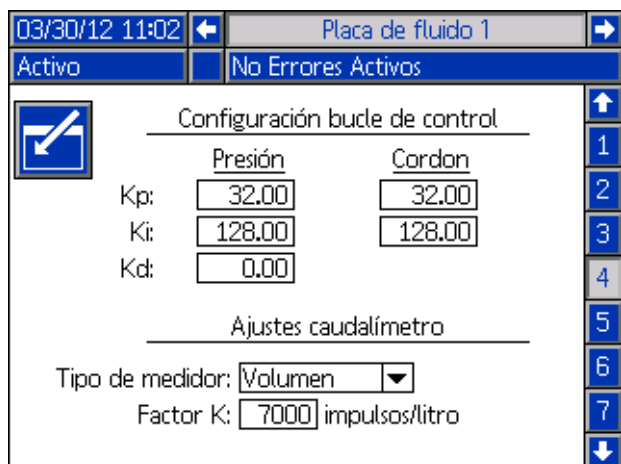 03/30/12 11:02 Placa de fluido 1
Activo No Errores Activos
Configuración bucle de control
Presión Cordon
Kp: 32.00 32.00
Ki: 128.00 128.00
Kd: 0.00
Ajustes caudalímetro
Tipo de medidor: Volumen
Factor K: 7000 impulsos/litro
1
2
3
4
5
6
7